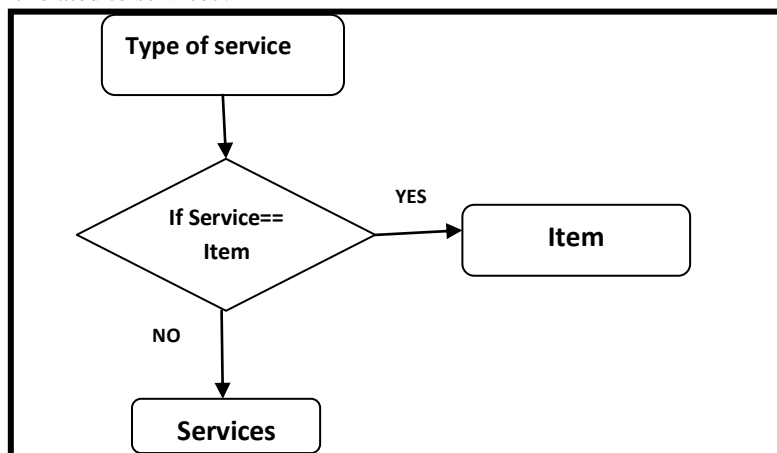 Type of service
If Service==
Item
YES
Item
NO
Services